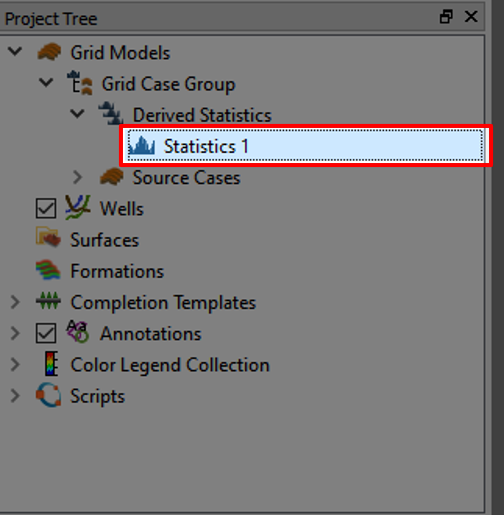 Project Tree
Grid Models
Grid Case Group
Derived Statistics
Statistics 1
Source Cases
Wells
Surfaces
Formations
Completion Templates
Aa
Annotations
Color Legend Collection
Scripts